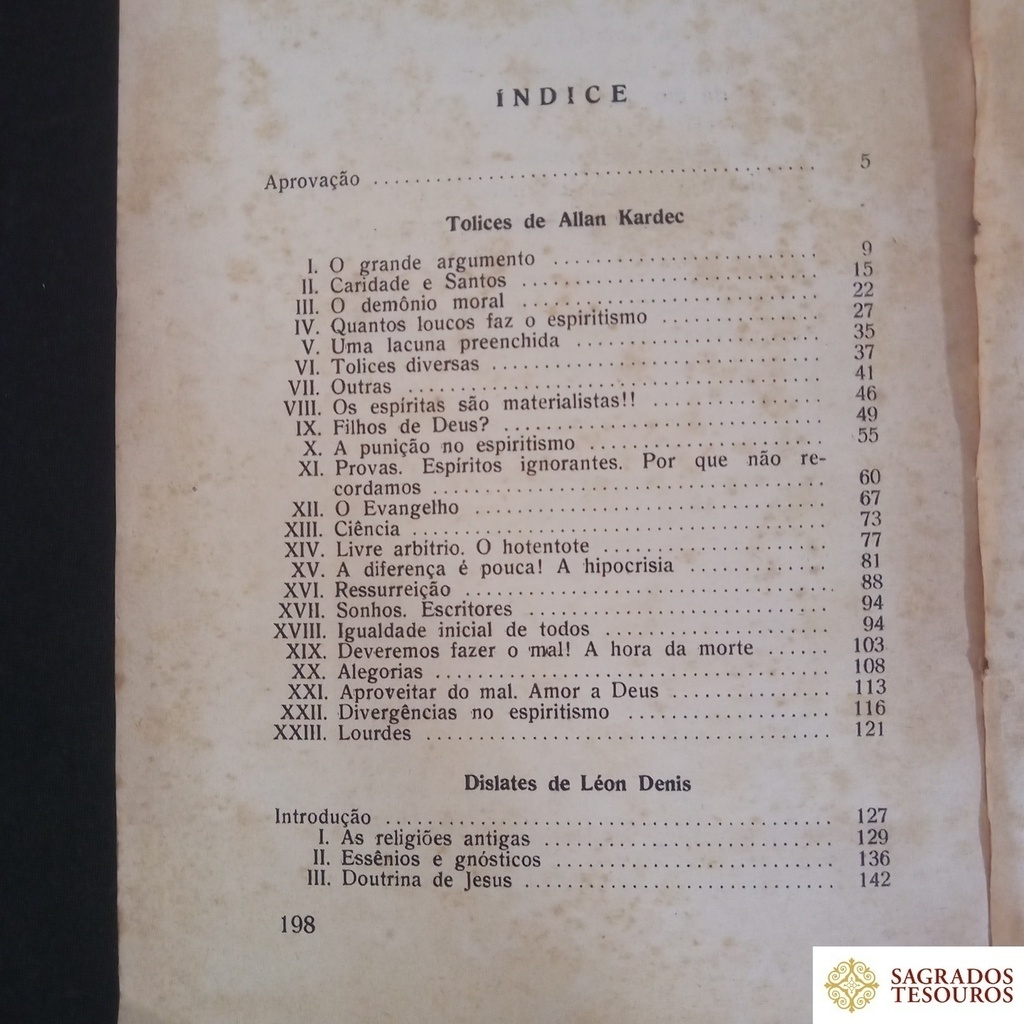 ÍNDICE
Aprovação ........................................ 5
Tolices de Allan Kardec
I. O grande argumento ........................ 9
II. Caridade e Santos ........................ 15
III. O demônio moral ........................ 22
IV. Quantos loucos faz o espiritismo ........................ 27
V. Uma lacuna preenchida ........................ 35
VI. Tolices diversas ........................ 37
VII. Outras ........................ 41
VIII. Os espíritas são materialistas!! ........................ 46
IX. Filhos de Deus? ........................ 49
X. A punição no espiritismo ........................ 55
XI. Provas. Espíritos ignorantes. Por que não re-
cordamos ........................ 60
XII. O Evangelho ........................ 67
XIII. Ciência ........................ 73
XIV. Livre arbitrio. O hotentote ........................ 77
XV. A diferença é pouca! A hipocrisia ........................ 81
XVI. Ressurreição ........................ 88
XVII. Sonhos. Escritores ........................ 94
XVIII. Igualdade inicial de todos ........................ 94
XIX. Deveremos fazer o mal! A hora da morte ...... 103
XX. Alegorias ........................ 108
XXI. Aproveitar do mal. Amor a Deus ........................ 113
XXII. Divergências no espiritismo ........................ 116
XXIII. Lourdes ........................ 121
Dislates de Léon Denis
Introdução ........................ 127
I. As religiões antigas ........................ 129
II. Essênios e gnósticos ........................ 136
III. Doutrina de Jesus ........................ 142
198
SAGRADOS
TESOUROS